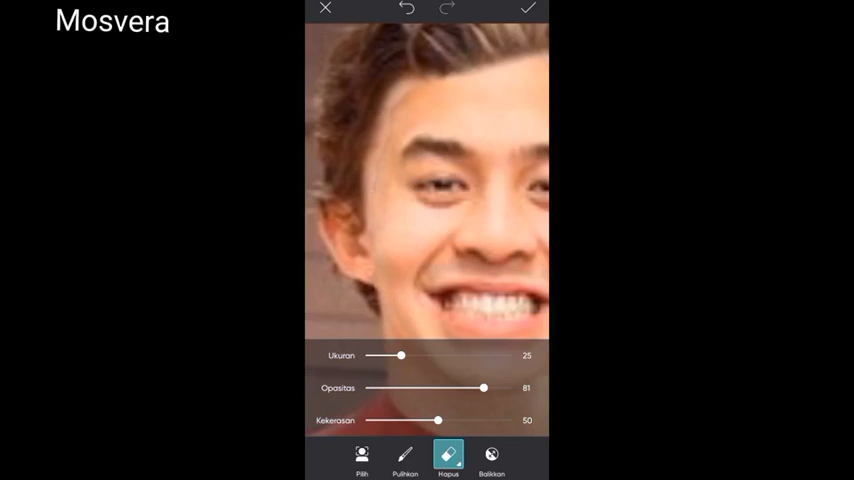 Mosvera
Ukuran 25
Opasitas 81
Kekerasan 50
Pilih Pulihkan Hapus Balikkan